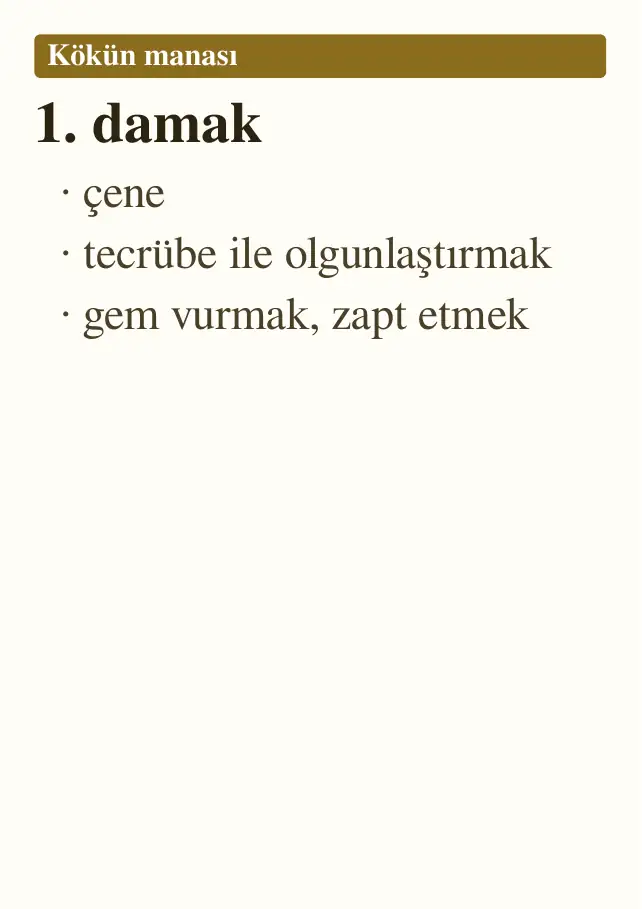 Kökün manası
1. damak
· çene
· tecrübe ile olgunlaştırmak
· gem vurmak, zapt etmek